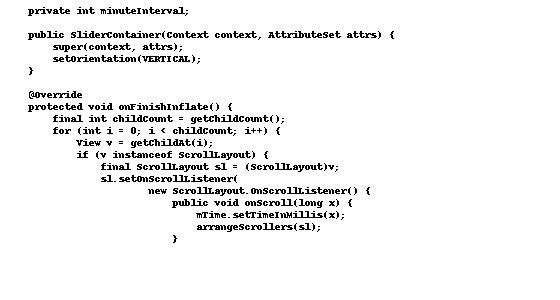 private int minuteInterval;
public SliderContainer(Context context, AttributeSet attrs) {
super(context, attrs);
setOrientation(VERTICAL);
}
@Override
protected void onFinishInflate() {
final int childCount = getChildCount();
for (int i = 0; i < childCount; i++) {
View v = getChildAt(i);
if (v instanceof ScrollLayout) {
final ScrollLayout sl = (ScrollLayout)v;
sl.setOnScrollListener(
new ScrollLayout.OnScrollListener() {
public void onScroll(long x) {
mTime.setTimeInMillis(x);
arrangeScrollers(sl);
}